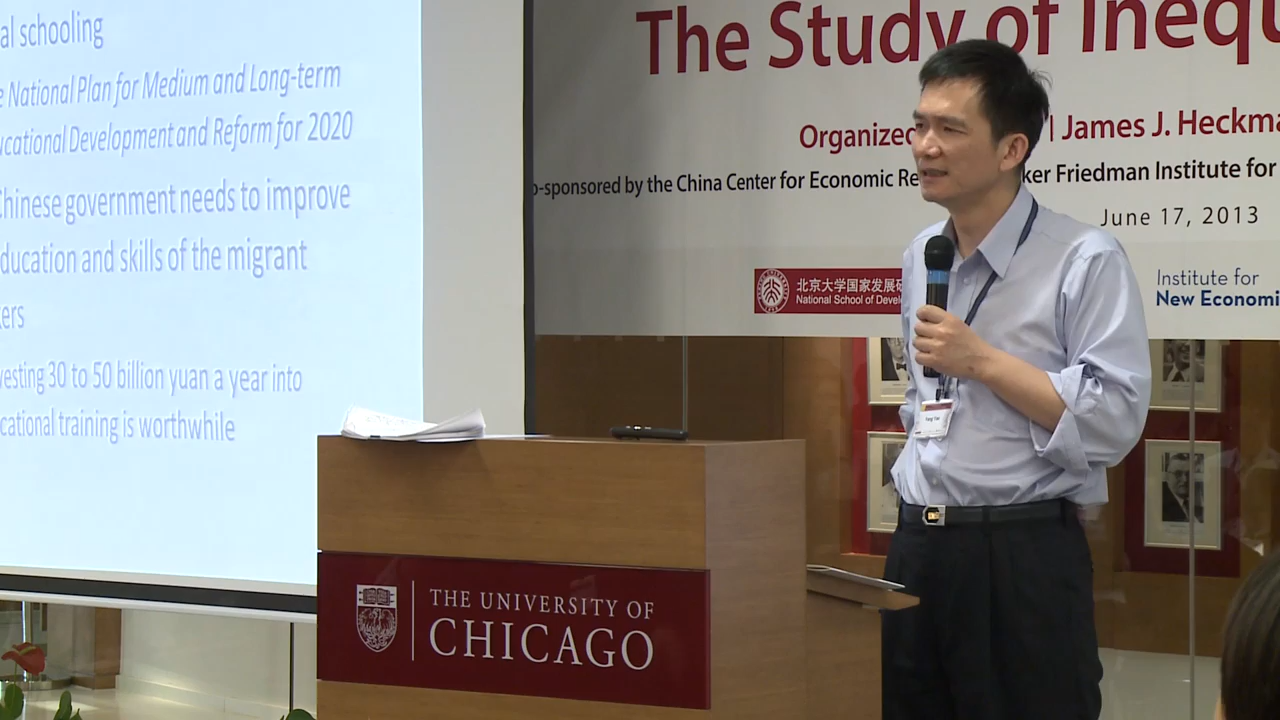 al schooling
e National Plan for Medium and Long-term
ucational Development and Reform for 2020
Chinese government needs to improve
ducation and skills of the migrant
kers
vesting 30 to 50 billion yuan a year into
cational training is worthwhile
The Study of Inequ
Organized | James J. Heckma
o-sponsored by the China Center for Economic Re ker Friedman Institute for
June 17, 2013
北京大学国家发展研
National School of Develo
Institute for
New Economi
THE UNIVERSITY OF
CHICAGO